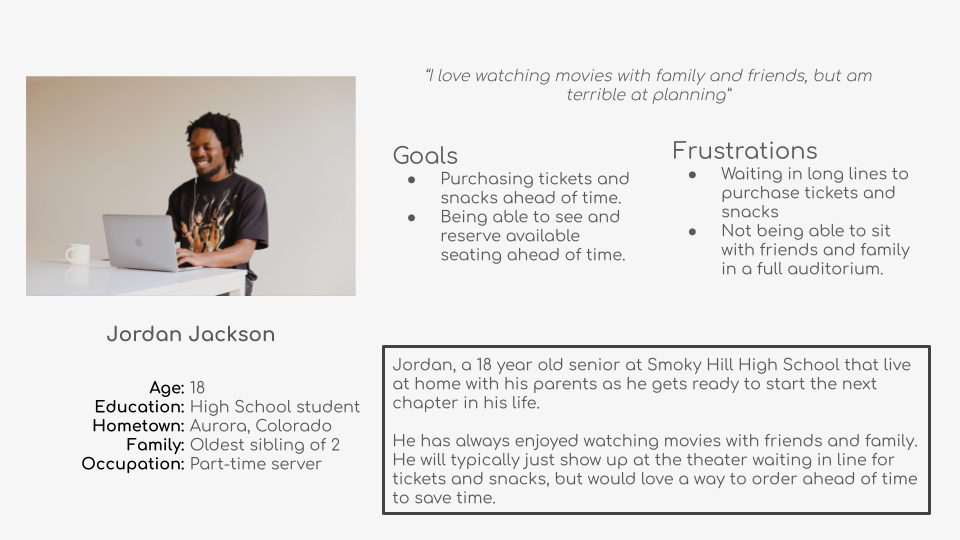 “I love watching movies with family and friends, but am
terrible at planning”
Goals
● Purchasing tickets and
snacks ahead of time.
● Being able to see and
reserve available
seating ahead of time.
Frustrations
● Waiting in long lines to
purchase tickets and
snacks
● Not being able to sit
with friends and family
in a full auditorium.
Jordan Jackson
Age: 18
Education: High School student
Hometown: Aurora, Colorado
Family: Oldest sibling of 2
Occupation: Part-time server
Jordan, a 18 year old senior at Smoky Hill High School that live
at home with his parents as he gets ready to start the next
chapter in his life.
He has always enjoyed watching movies with friends and family.
He will typically just show up at the theater waiting in line for
tickets and snacks, but would love a way to order ahead of time
to save time.